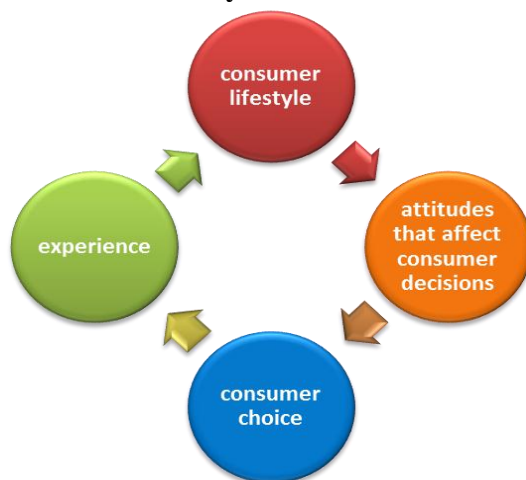 consumer
lifestyle
attitudes
that affect
consumer
decisions
consumer
choice
experience